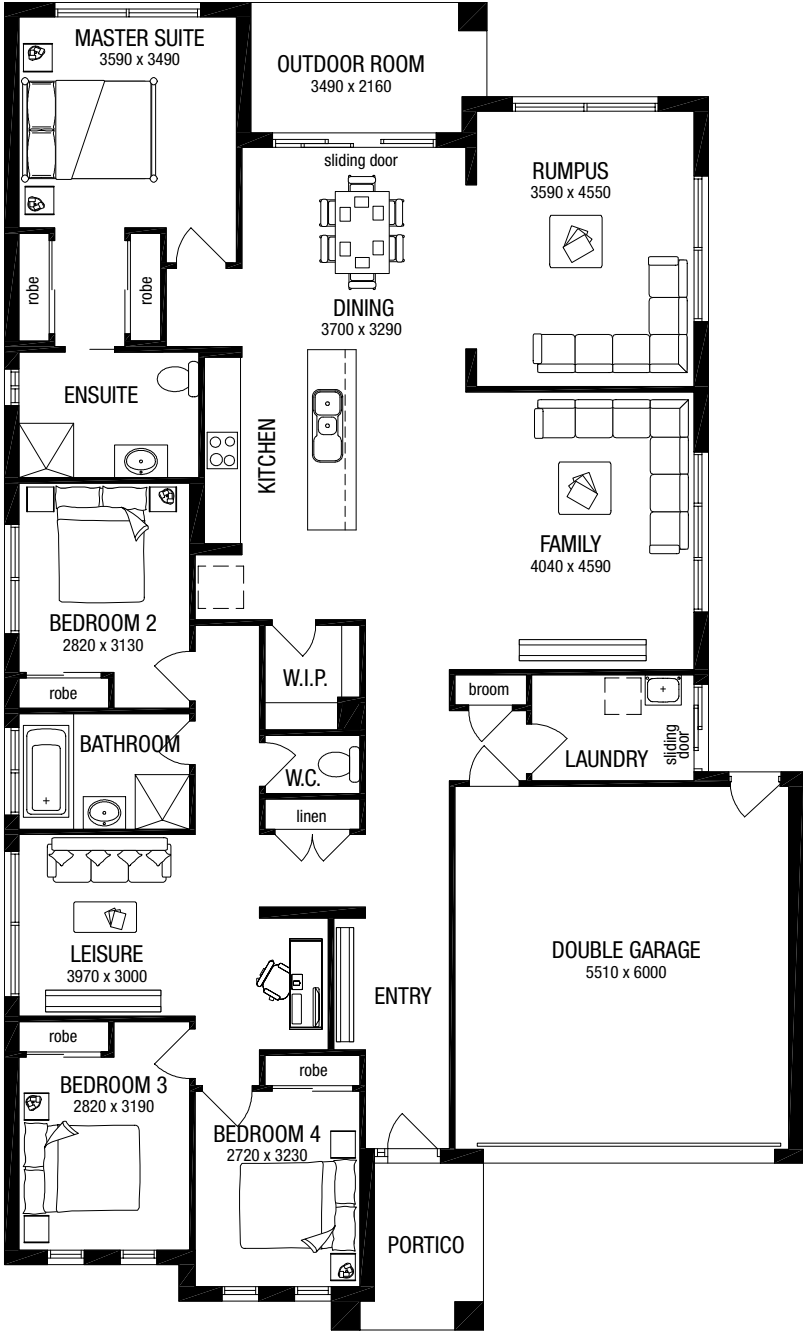 MASTER SUITE
3590 x 3490
OUTDOOR ROOM
3490 x 2160
sliding door
RUMPUS
3590 x 4550
robe
robe
DINING
3700 x 3290
ENSUITE
KITCHEN
FAMILY
4040 x 4590
BEDROOM 2
2820 x 3130
robe
W.I.P.
broom
BATHROOM
W.C.
LAUNDRY
sliding
door
linen
LEISURE
3970 x 3000
ENTRY
DOUBLE GARAGE
5510 x 6000
robe
robe
BEDROOM 3
2820 x 3190
BEDROOM 4
2720 x 3230
PORTICO